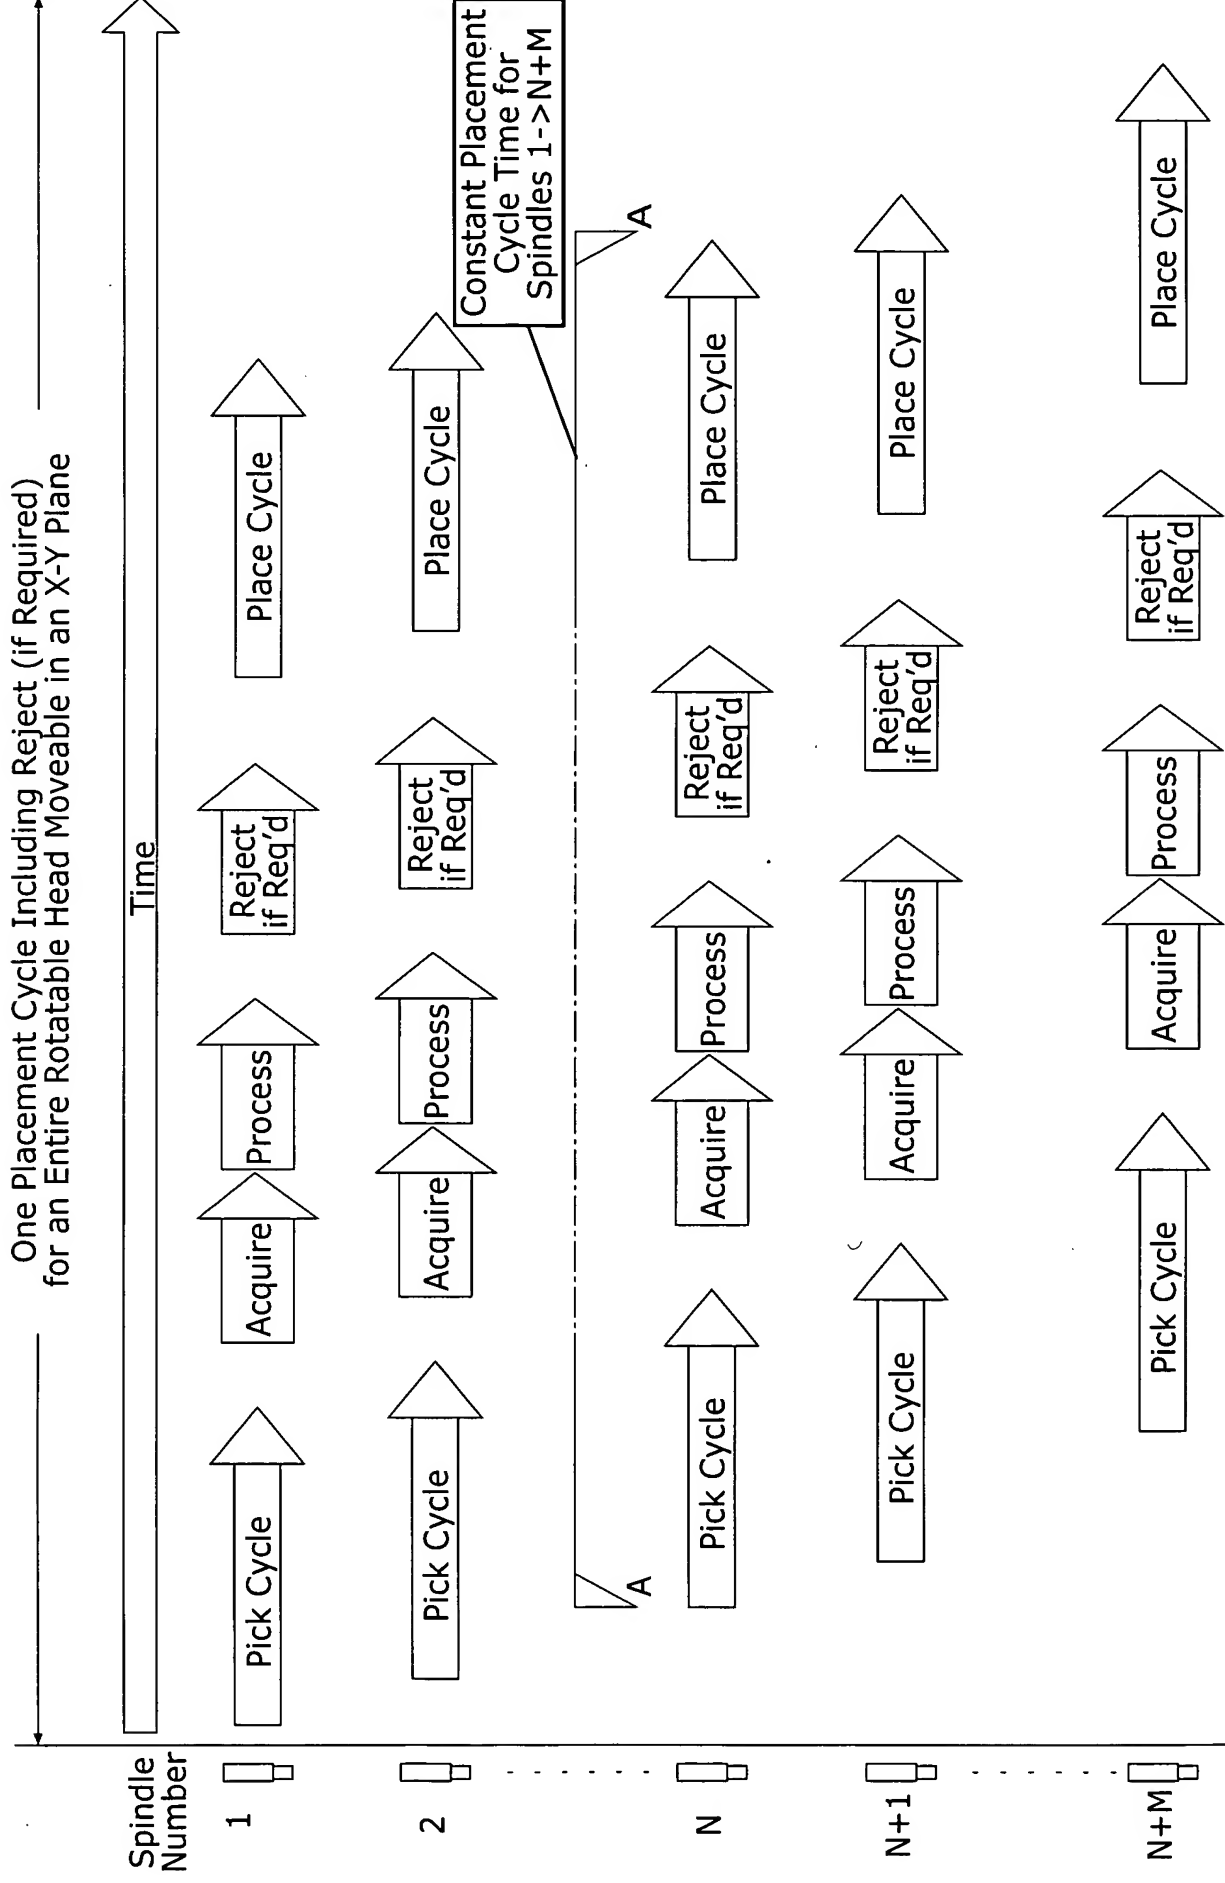 One Placement Cycle Including Reject (if Required)
for an Entire Rotatable Head Moveable in an X-Y Plane
Time
Spindle
Number
1
Pick Cycle
Acquire
Process
Reject
if Req'd
Place Cycle
2
Pick Cycle
Acquire
Process
Reject
if Req'd
Place Cycle
Constant Placement
Cycle Time for
Spindles 1->N+M
A
A
N
Pick Cycle
Acquire
Process
Reject
if Req'd
Place Cycle
N+1
Pick Cycle
Acquire
Process
Reject
if Req'd
Place Cycle
N+M
Pick Cycle
Acquire
Process
Reject
if Req'd
Place Cycle